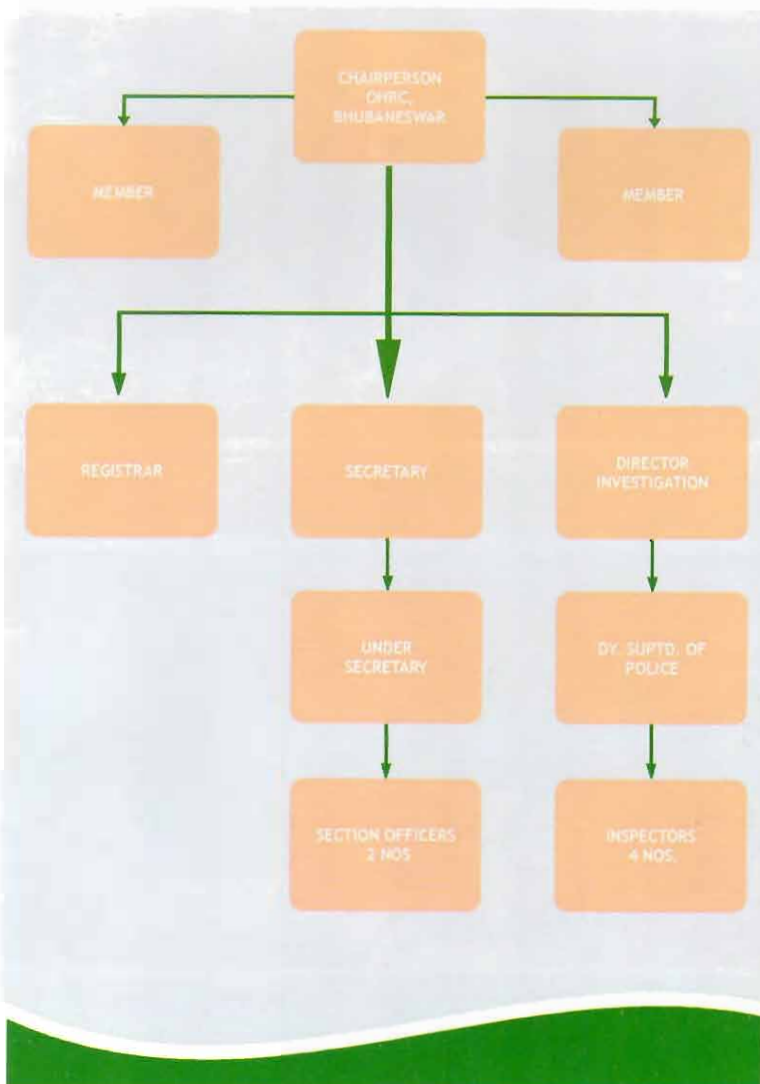 CHAIRPERSON
OHRC,
BHUBANESWAR
MEMBER
MEMBER
REGISTRAR
SECRETARY
DIRECTOR
INVESTIGATION
UNDER
SECRETARY
DY. SUPTD. OF
POLICE
SECTION OFFICERS
2 NOS
INSPECTORS
4 NOS.